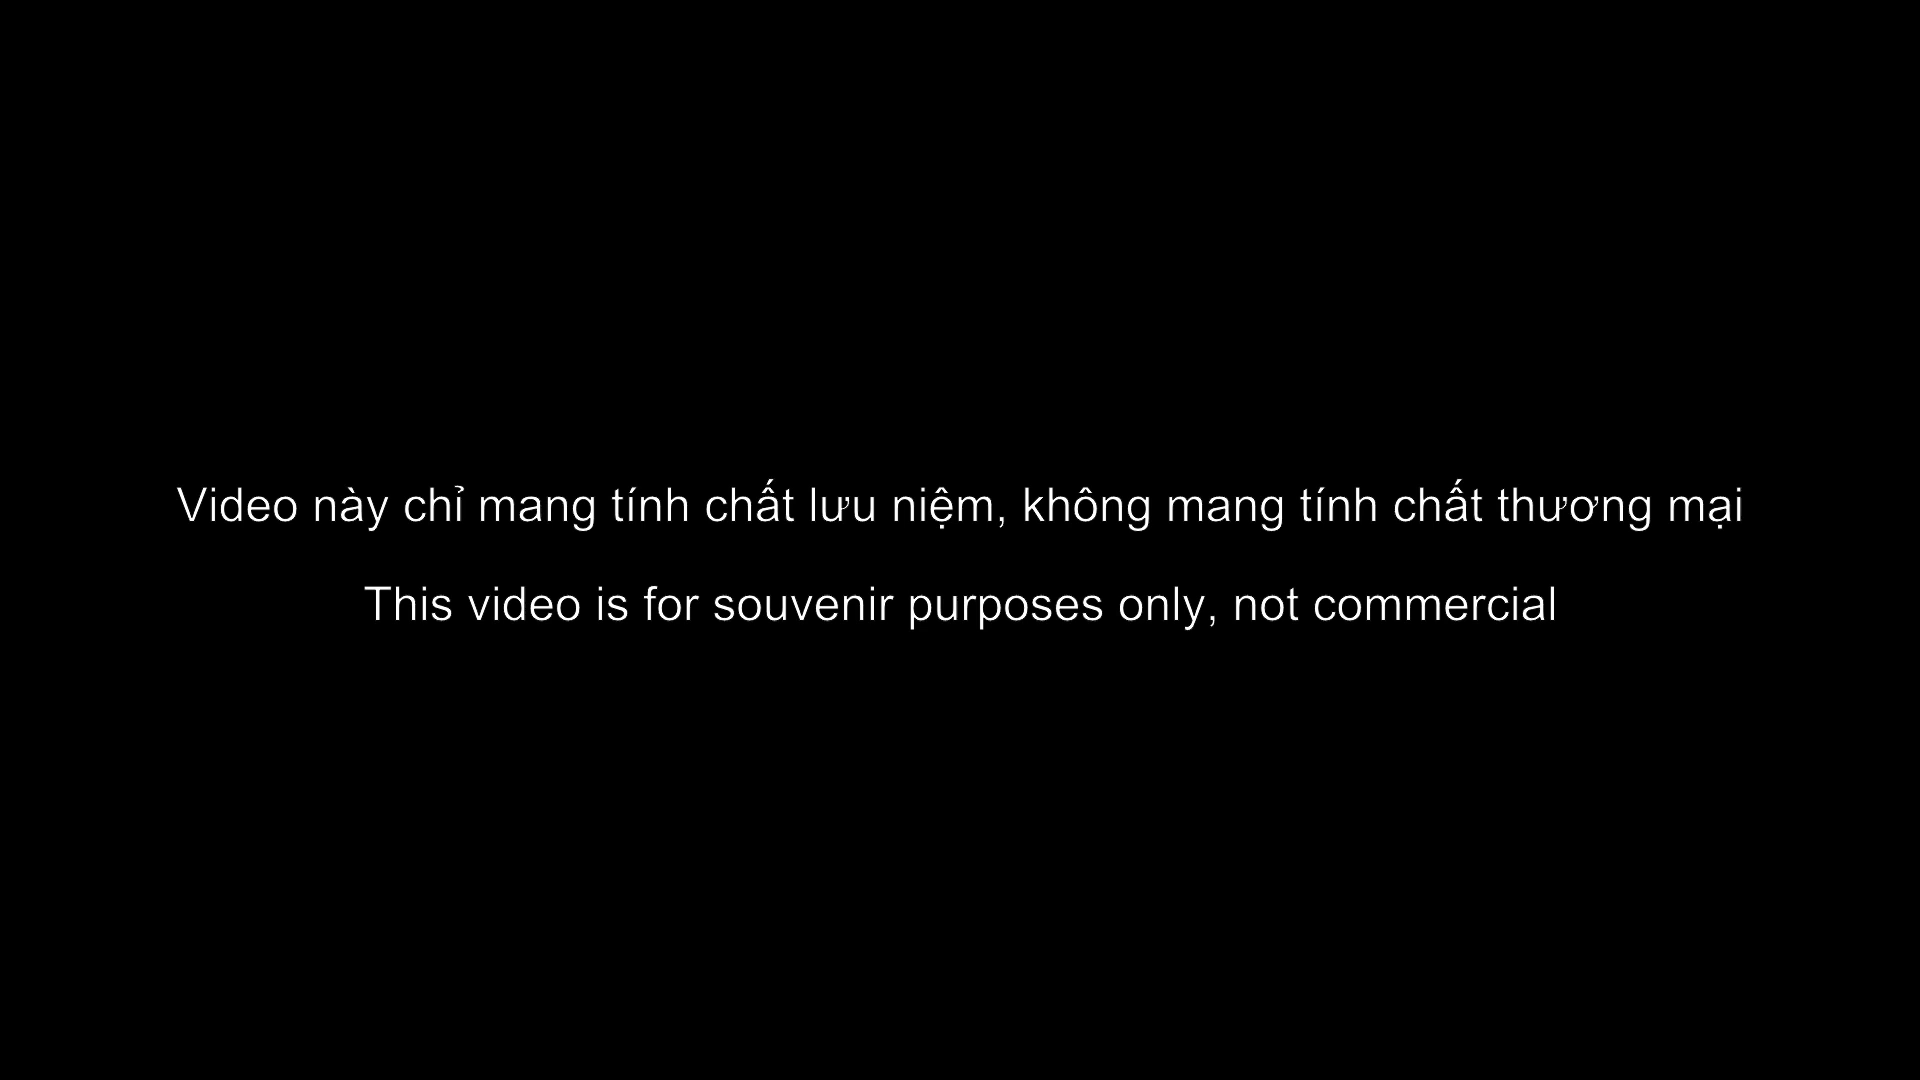 Video này chỉ mang tính chất lưu niệm, không mang tính chất thương mại
This video is for souvenir purposes only, not commercial